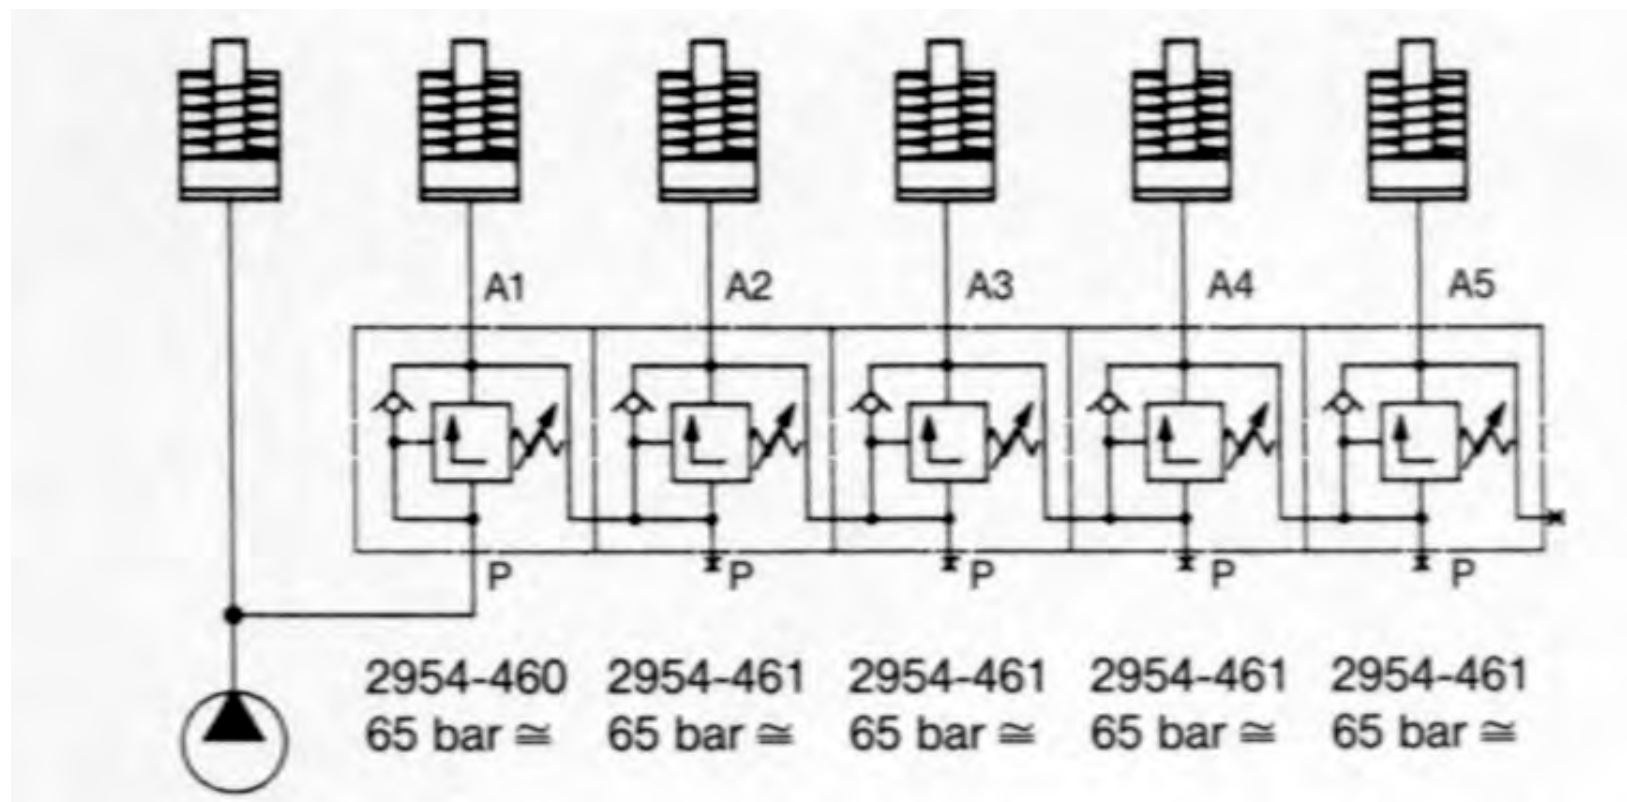 A1 A2 A3 A4 A5
P P P P P
2954-460 2954-461 2954-461 2954-461 2954-461
65 bar ≅ 65 bar ≅ 65 bar ≅ 65 bar ≅ 65 bar ≅